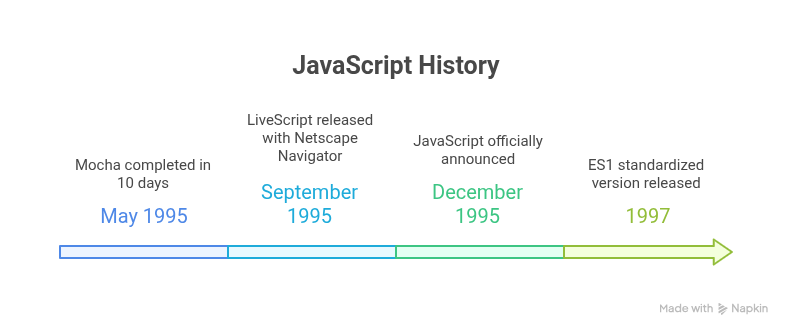 JavaScript History
Mocha completed in
10 days
May 1995
LiveScript released
with Netscape
Navigator
September
1995
JavaScript officially
announced
December
1995
ES1 standardized
version released
1997
Made with Napkin